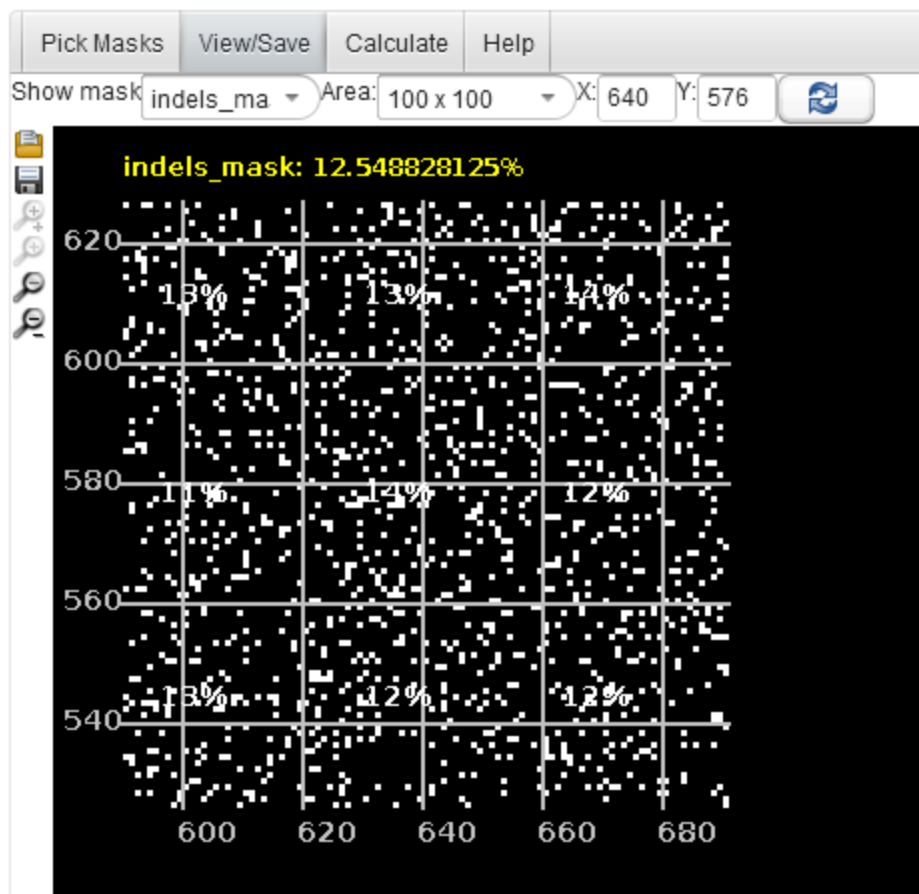 Pick Masks View/Save Calculate Help
Show mask indels_ma Area: 100 x 100 X: 640 Y: 576
indels_mask: 12.548828125%
620
13% 13% 14%
600
580
11% 14% 12%
560
13% 12% 12%
540
600 620 640 660 680